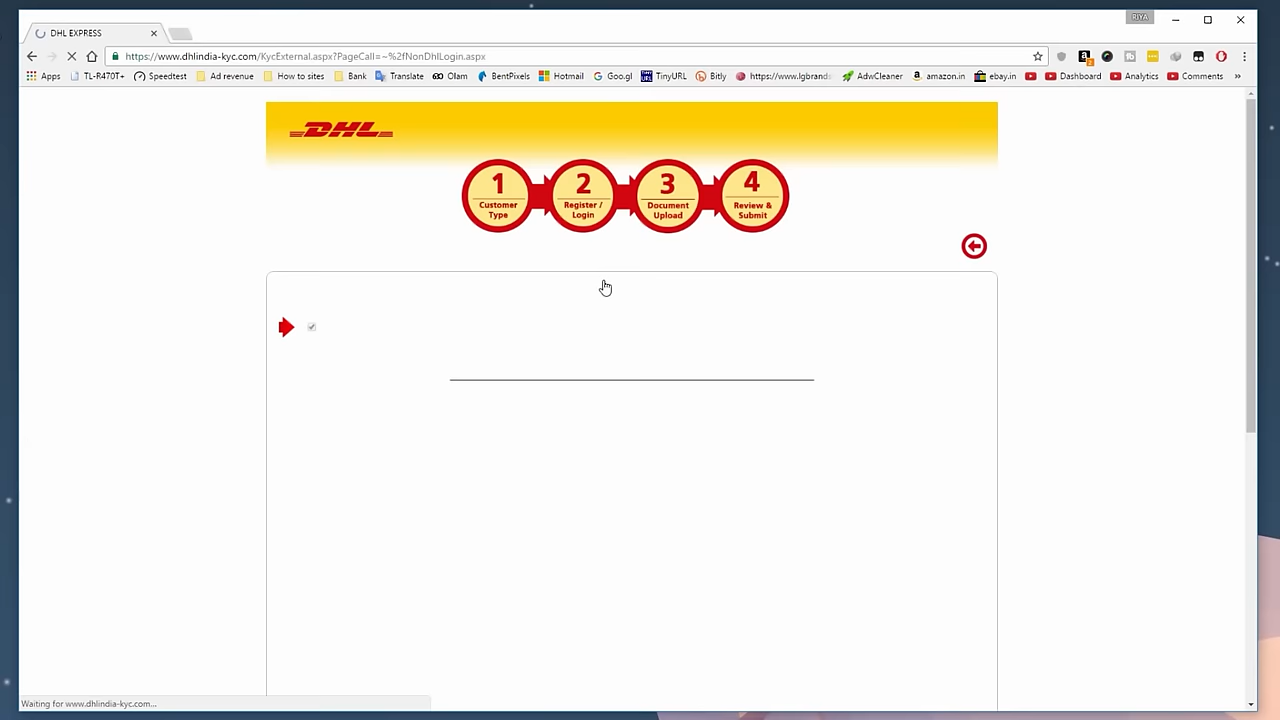 RIYA
DHL EXPRESS
https://www.dhlindia-kyc.com/KycExternal.aspx?PageCall=~%2fNonDhlLogin.aspx
Apps TL-R470T+ Speedtest Ad revenue How to sites Bank Translate Olam BentPixels Hotmail Goo.gl TinyURL Bitly https://www.lgbrand AdwCleaner amazon.in ebay.in Dashboard Analytics Comments »
DHL
1 2 3 4
Customer Type
Register / Login
Document Upload
Review & Submit
Waiting for www.dhlindia-kyc.com...